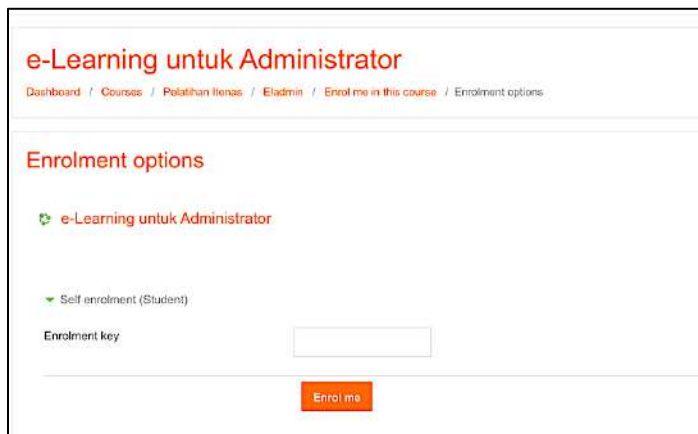 e-Learning untuk Administrator
Dashboard / Courses / Pelatihan Itenas / Eladmin / Enrol me in this course / Enrolment options
Enrolment options
e-Learning untuk Administrator
Self enrolment (Student)
Enrolment key
Enrol me